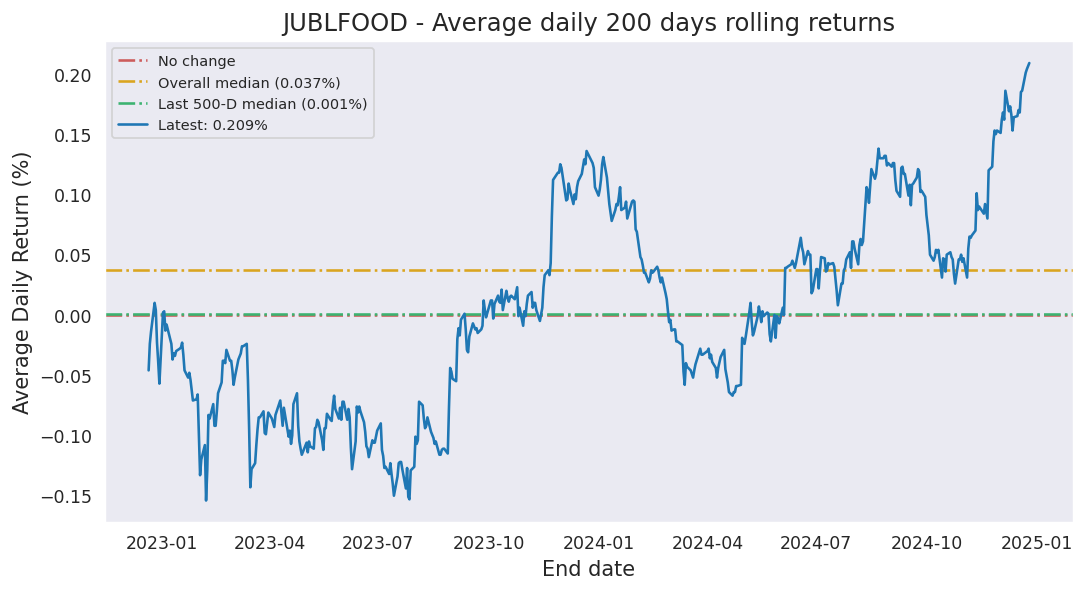 JUBLFOOD - Average daily 200 days rolling returns
No change
Overall median (0.037%)
Last 500-D median (0.001%)
Latest: 0.209%
Average Daily Return (%)
0.20
0.15
0.10
0.05
0.00
−0.05
−0.10
−0.15
2023-01 2023-04 2023-07 2023-10 2024-01 2024-04 2024-07 2024-10 2025-01
End date